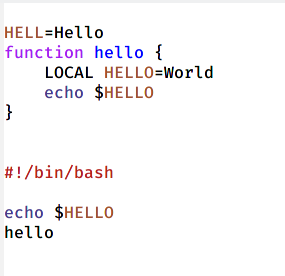 HELL=Hello
function hello {
    LOCAL HELLO=World
    echo $HELLO
}
#!/bin/bash
echo $HELLO
hello